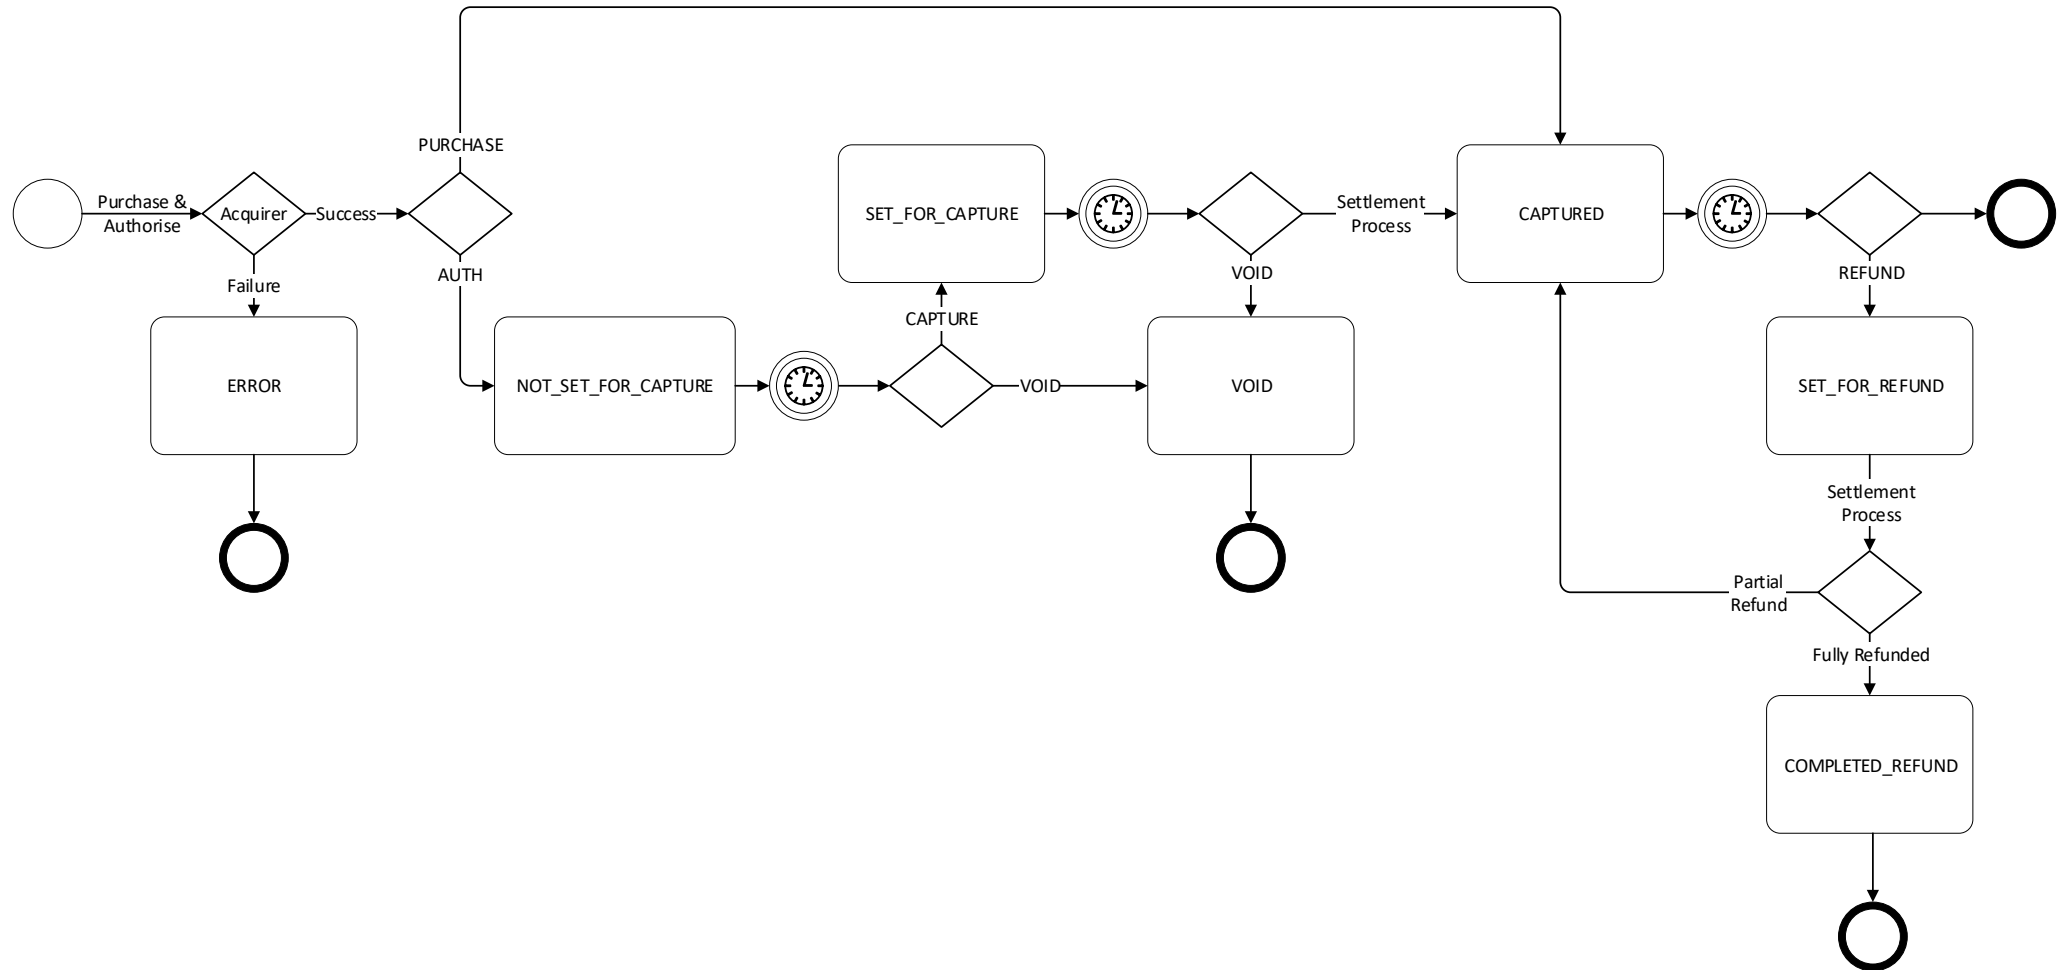 PURCHASE
Purchase &
Authorise
Acquirer
Success
Failure
AUTH
ERROR
NOT_SET_FOR_CAPTURE
SET_FOR_CAPTURE
CAPTURE
VOID
Settlement
Process
VOID
VOID
CAPTURED
REFUND
SET_FOR_REFUND
Settlement
Process
Partial
Refund
Fully Refunded
COMPLETED_REFUND